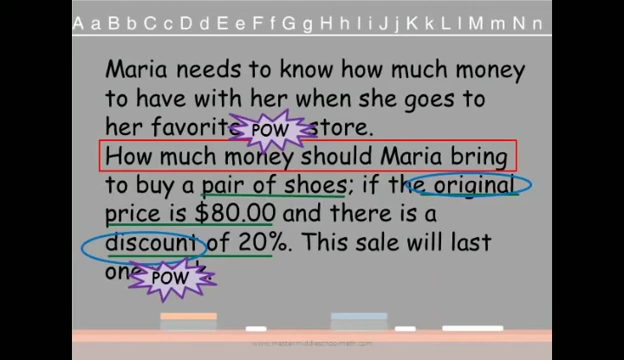 AaBbCcDdEeFfGgHhIiJjKkLlMmNn
Maria needs to know how much money
to have with her when she goes to
her favorite POW store.
How much money should Maria bring
to buy a pair of shoes; if the original
price is $80.00 and there is a
discount of 20%. This sale will last
POW